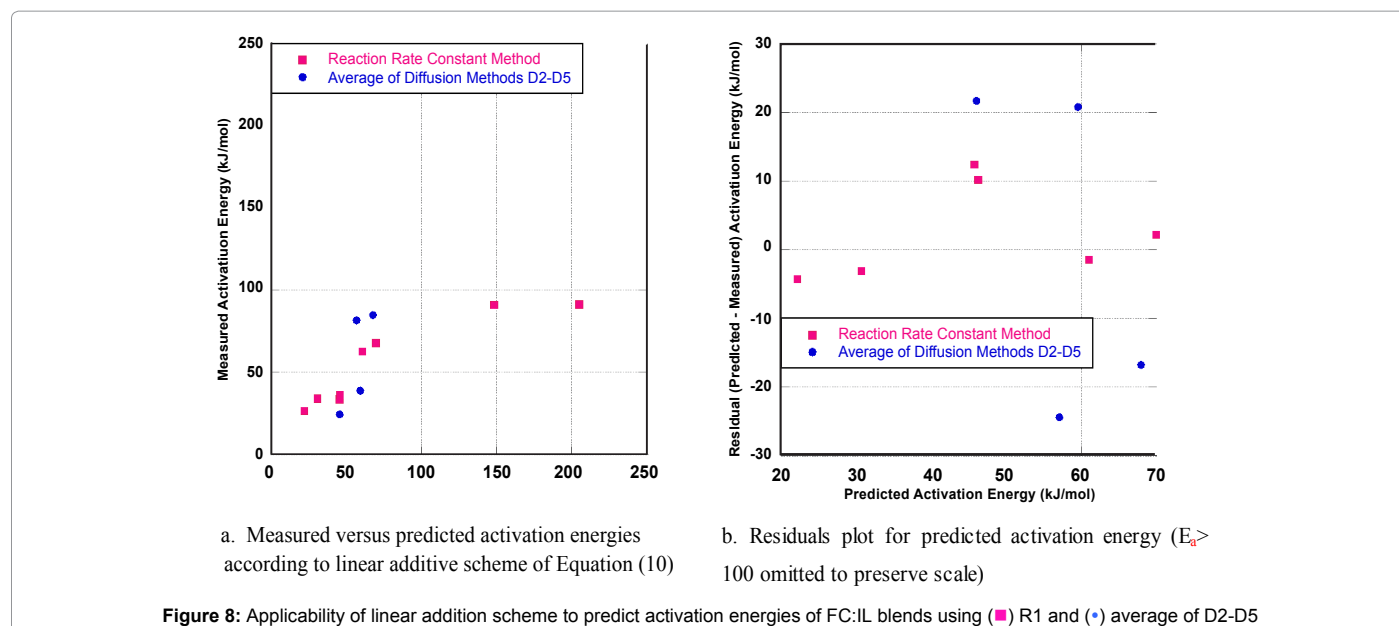 250
200
150
100
50
0
Measured Activatiuon Energy (kJ/mol)
Reaction Rate Constant Method
Average of Diffusion Methods D2-D5
0 50 100 150 200 250
a. Measured versus predicted activation energies
according to linear additive scheme of Equation (10)
30
20
10
0
-10
-20
-30
Residual (Predicted - Measured) Activatiuon Energy (kJ/mol)
Reaction Rate Constant Method
Average of Diffusion Methods D2-D5
20 30 40 50 60 70
Predicted Activation Energy (kJ/mol)
b. Residuals plot for predicted activation energy (Ea>
100 omitted to preserve scale)
Figure 8: Applicability of linear addition scheme to predict activation energies of FC:IL blends using (■) R1 and (•) average of D2-D5